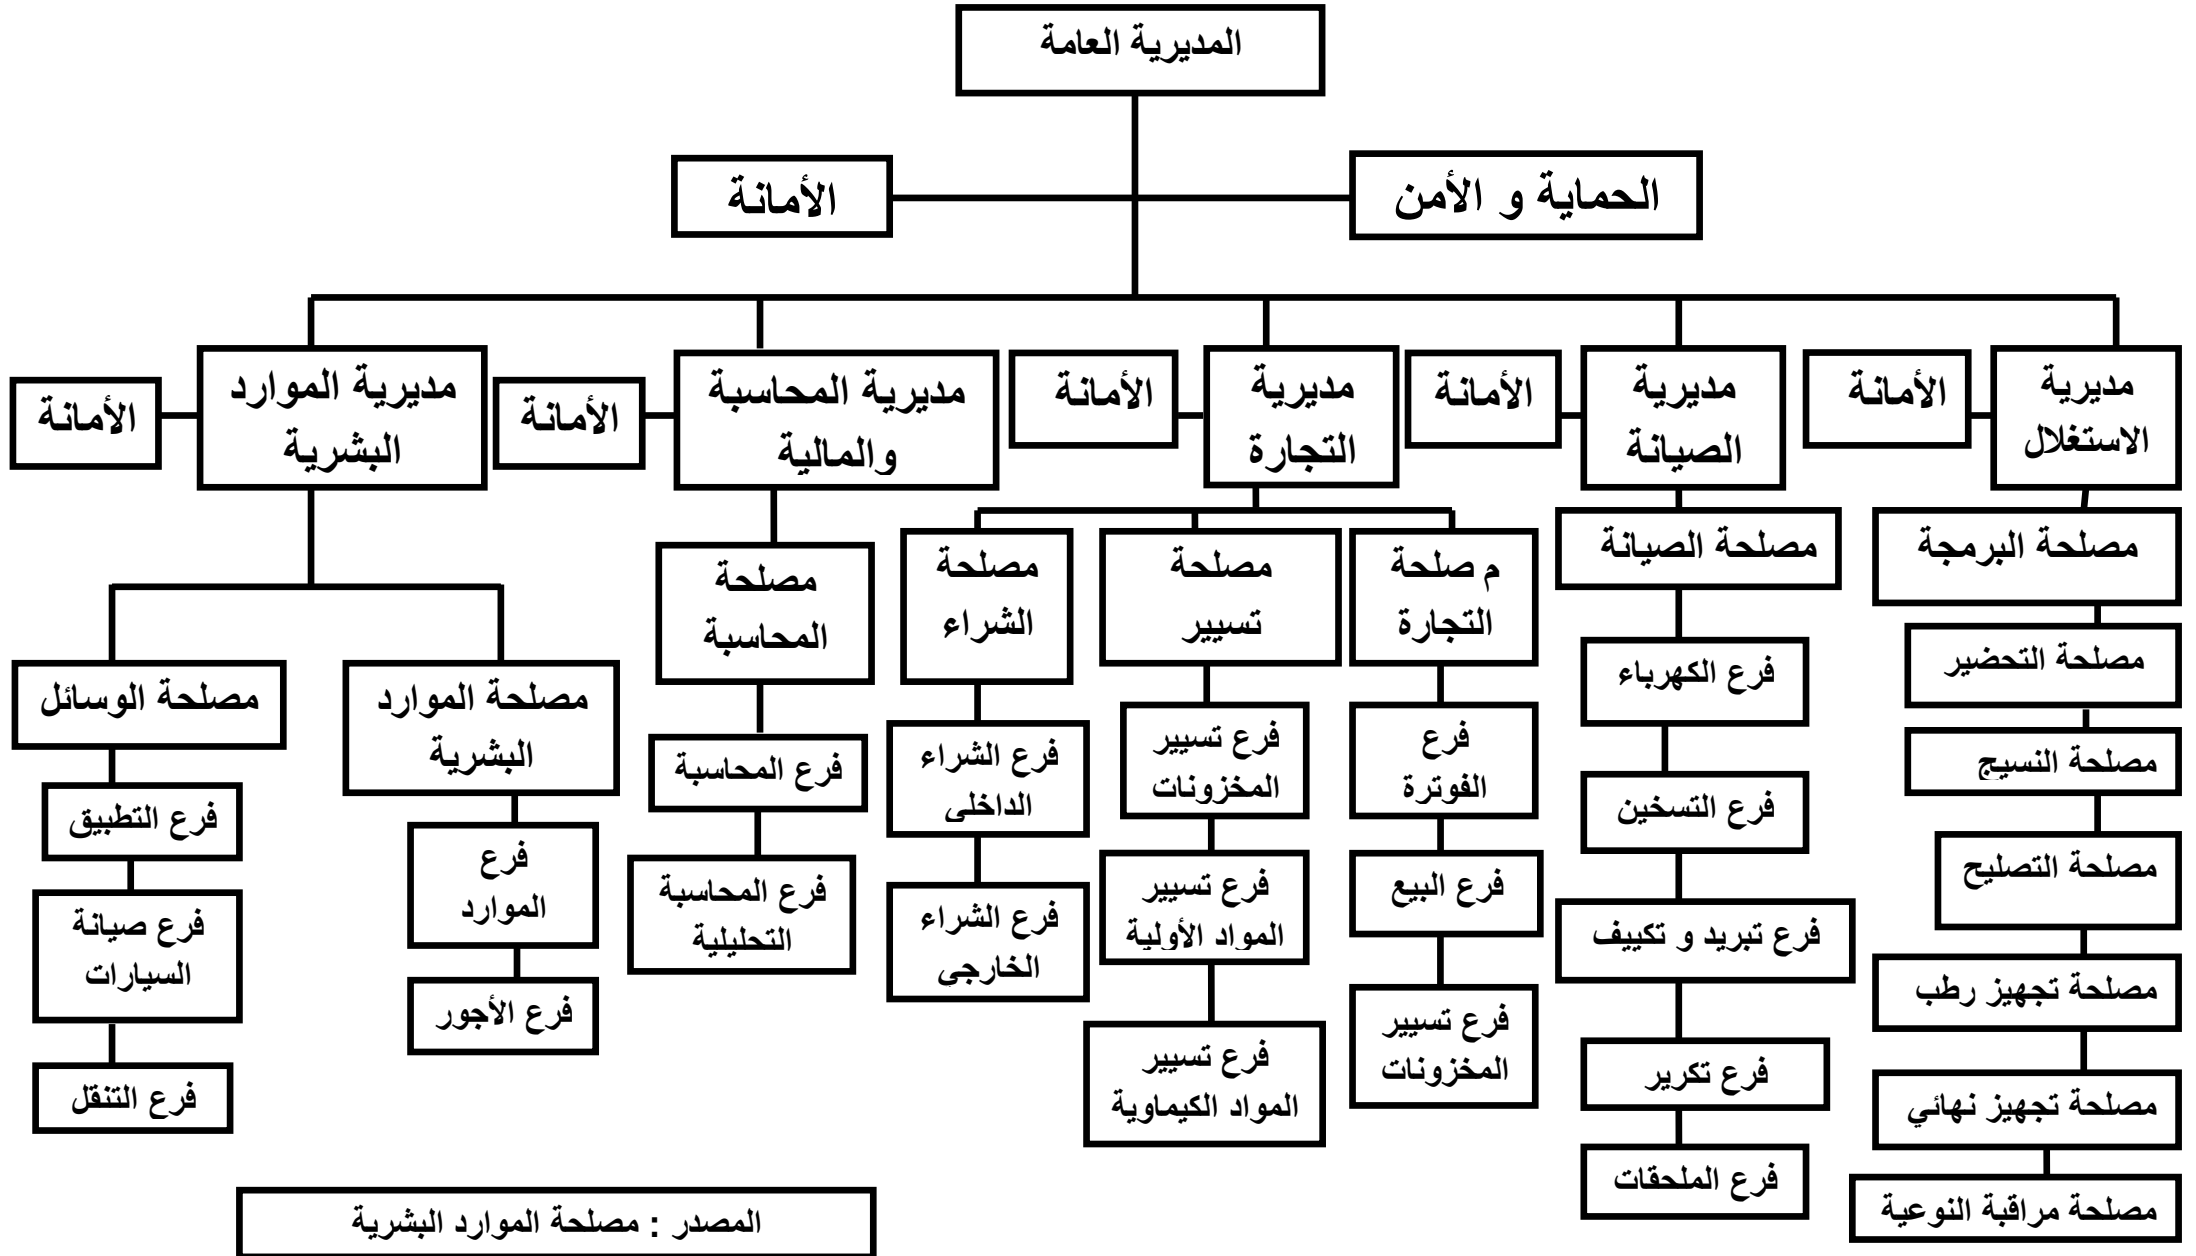 المديرية العامة
الحماية و الأمن
الأمانة
مديرية
الاستغلال
الأمانة
مديرية
الصيانة
الأمانة
مديرية
التجارة
الأمانة
مديرية المحاسبة
والمالية
الأمانة
مديرية الموارد
البشرية
الأمانة
مصلحة البرمجة
مصلحة التحضير
مصلحة النسيج
مصلحة التصليح
مصلحة تجهيز رطب
مصلحة تجهيز نهائي
مصلحة مراقبة النوعية
مصلحة الصيانة
فرع الكهرباء
فرع التسخين
فرع تبريد و تكييف
فرع تكرير
فرع الملحقات
م صلحة
التجارة
فرع
الفوترة
فرع البيع
فرع تسيير
المخزونات
مصلحة
تسيير
فرع تسيير
المخزونات
فرع تسيير
المواد الأولية
فرع تسيير
المواد الكيماوية
مصلحة
الشراء
فرع الشراء
الداخلي
فرع الشراء
الخارجي
مصلحة
المحاسبة
فرع المحاسبة
فرع المحاسبة
التحليلية
مصلحة الموارد
البشرية
فرع
الموارد
فرع الأجور
مصلحة الوسائل
فرع التطبيق
فرع صيانة
السيارات
فرع التنقل
المصدر : مصلحة الموارد البشرية